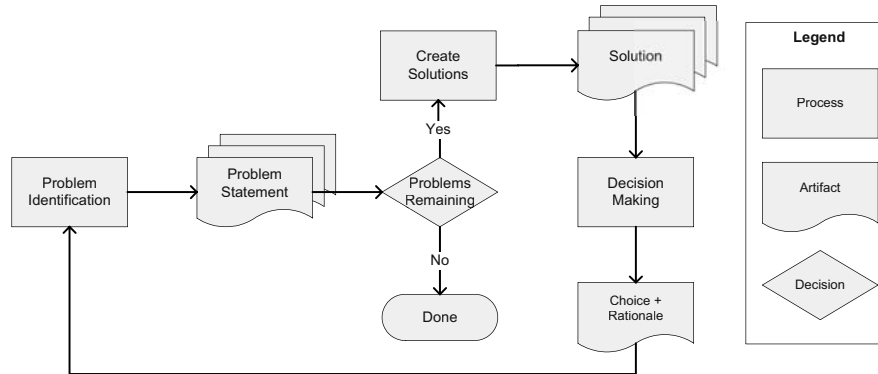 Create
Solutions
Solution
Yes
Problem
Identification
Problem
Statement
Problems
Remaining
Decision
Making
No
Done
Choice +
Rationale
Legend
Process
Artifact
Decision